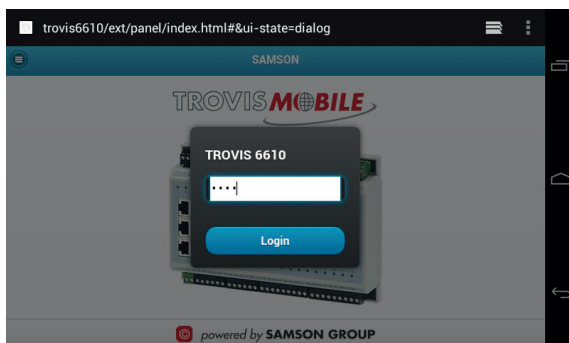 trovis6610/ext/panel/index.html#&ui-state=dialog
SAMSON
TROVIS MOBILE
TROVIS 6610
••••
Login
© powered by SAMSON GROUP